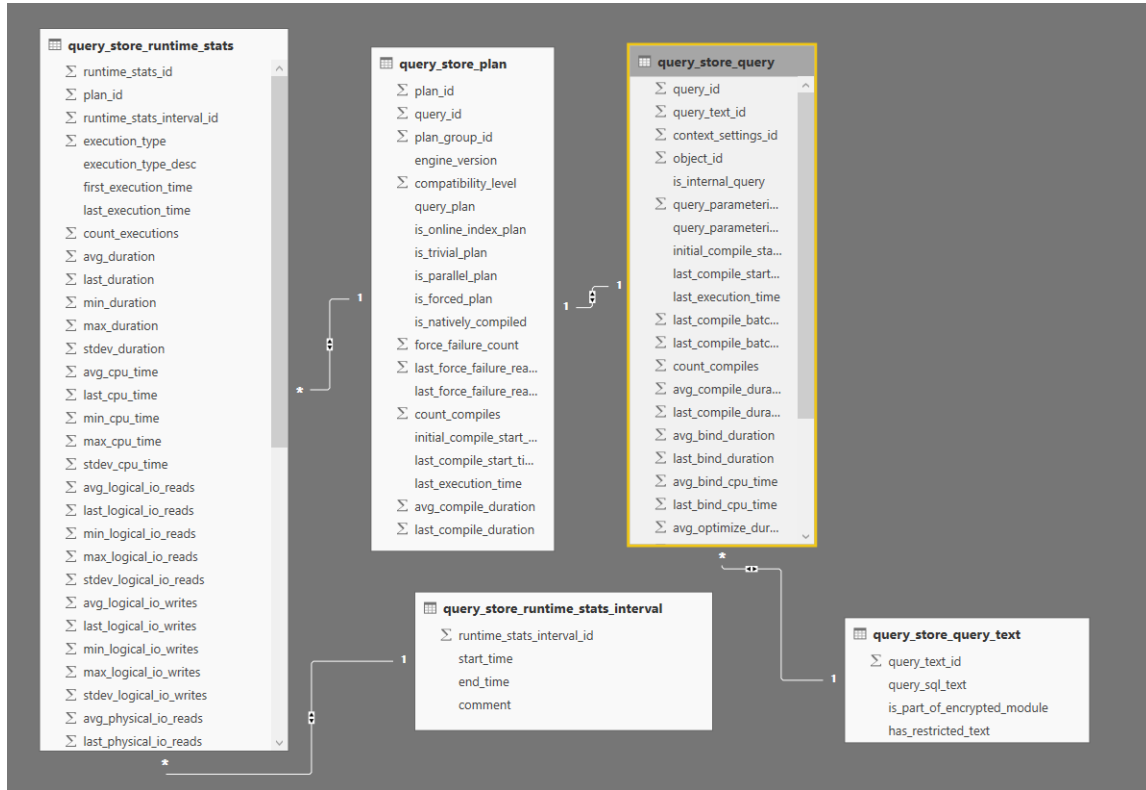 query_store_runtime_stats
Σ runtime_stats_id
Σ plan_id
Σ runtime_stats_interval_id
Σ execution_type
execution_type_desc
first_execution_time
last_execution_time
Σ count_executions
Σ avg_duration
Σ last_duration
Σ min_duration
Σ max_duration
Σ stdev_duration
Σ avg_cpu_time
Σ last_cpu_time
Σ min_cpu_time
Σ max_cpu_time
Σ stdev_cpu_time
Σ avg_logical_io_reads
Σ last_logical_io_reads
Σ min_logical_io_reads
Σ max_logical_io_reads
Σ stdev_logical_io_reads
Σ avg_logical_io_writes
Σ last_logical_io_writes
Σ min_logical_io_writes
Σ max_logical_io_writes
Σ stdev_logical_io_writes
Σ avg_physical_io_reads
Σ last_physical_io_reads
*
1
*
query_store_plan
Σ plan_id
Σ query_id
Σ plan_group_id
engine_version
Σ compatibility_level
query_plan
is_online_index_plan
is_trivial_plan
is_parallel_plan
is_forced_plan
is_natively_compiled
Σ force_failure_count
Σ last_force_failure_rea...
last_force_failure_rea...
Σ count_compiles
initial_compile_start_...
last_compile_start_ti...
last_execution_time
Σ avg_compile_duration
Σ last_compile_duration
1
1
query_store_query
Σ query_id
Σ query_text_id
Σ context_settings_id
Σ object_id
is_internal_query
Σ query_parameteri...
query_parameteri...
initial_compile_sta...
last_compile_start...
last_execution_time
Σ last_compile_batc...
Σ last_compile_batc...
Σ count_compiles
Σ avg_compile_dura...
Σ last_compile_dura...
Σ avg_bind_duration
Σ last_bind_duration
Σ avg_bind_cpu_time
Σ last_bind_cpu_time
Σ avg_optimize_dur...
*
1
query_store_runtime_stats_interval
Σ runtime_stats_interval_id
start_time
end_time
comment
1
query_store_query_text
Σ query_text_id
query_sql_text
is_part_of_encrypted_module
has_restricted_text